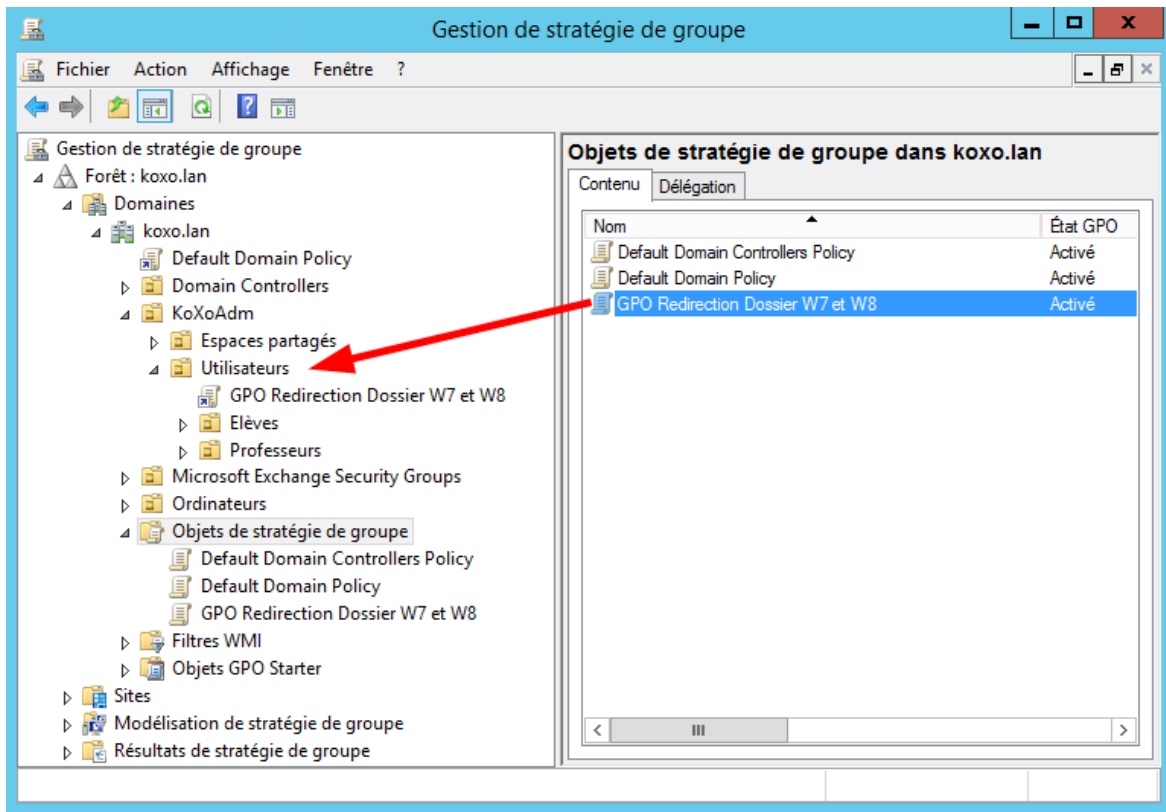 Gestion de stratégie de groupe
Fichier Action Affichage Fenêtre ?
Gestion de stratégie de groupe
Forêt : koxo.lan
Domaines
koxo.lan
Default Domain Policy
Domain Controllers
KoXoAdm
Espaces partagés
Utilisateurs
GPO Redirection Dossier W7 et W8
Elèves
Professeurs
Microsoft Exchange Security Groups
Ordinateurs
Objets de stratégie de groupe
Default Domain Controllers Policy
Default Domain Policy
GPO Redirection Dossier W7 et W8
Filtres WMI
Objets GPO Starter
Sites
Modélisation de stratégie de groupe
Résultats de stratégie de groupe
Objets de stratégie de groupe dans koxo.lan
Contenu Délégation
Nom État GPO
Default Domain Controllers Policy Activé
Default Domain Policy Activé
GPO Redirection Dossier W7 et W8 Activé